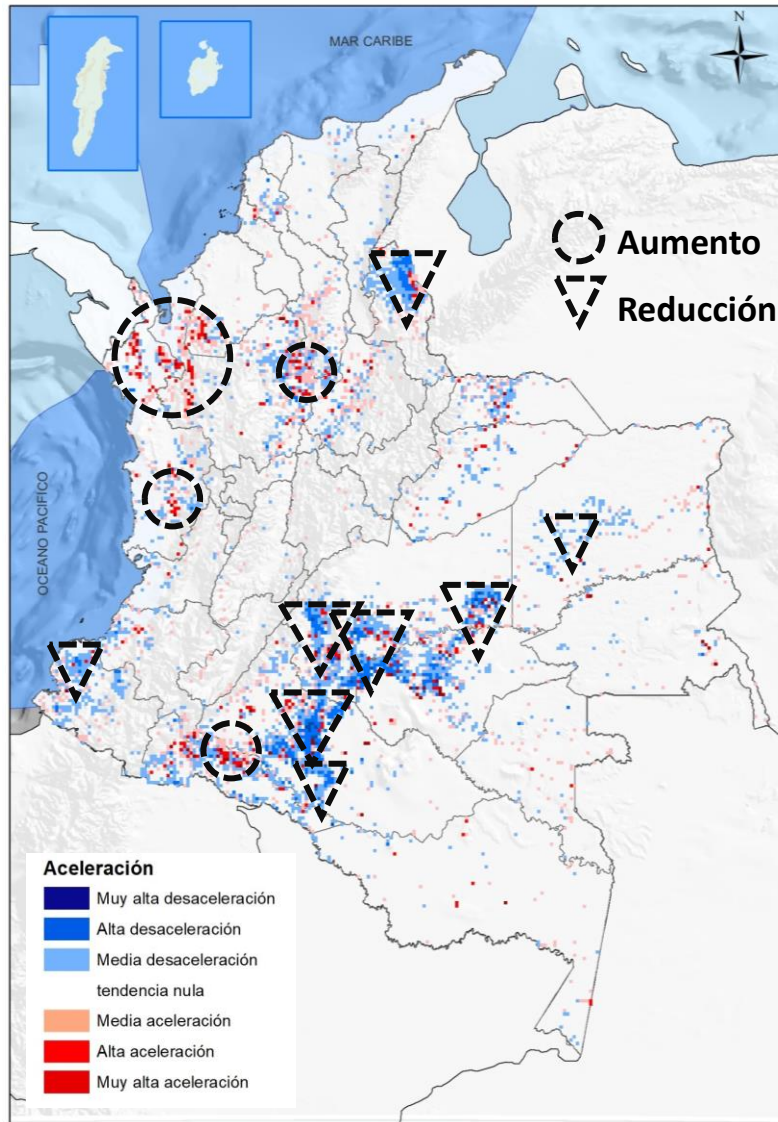 MAR CARIBE
N
Aumento
Reducción
OCEANO PACIFICO
Aceleración
Muy alta desaceleración
Alta desaceleración
Media desaceleración
tendencia nula
Media aceleración
Alta aceleración
Muy alta aceleración